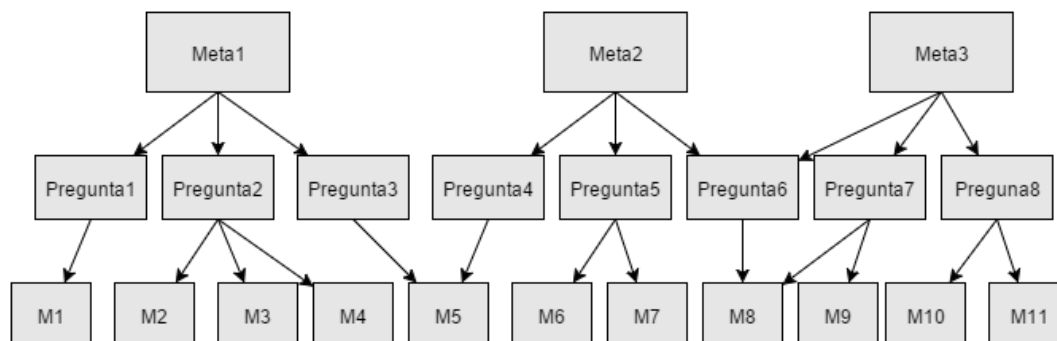 Meta1
Meta2
Meta3
Pregunta1
Pregunta2
Pregunta3
Pregunta4
Pregunta5
Pregunta6
Pregunta7
Preguna8
M1
M2
M3
M4
M5
M6
M7
M8
M9
M10
M11